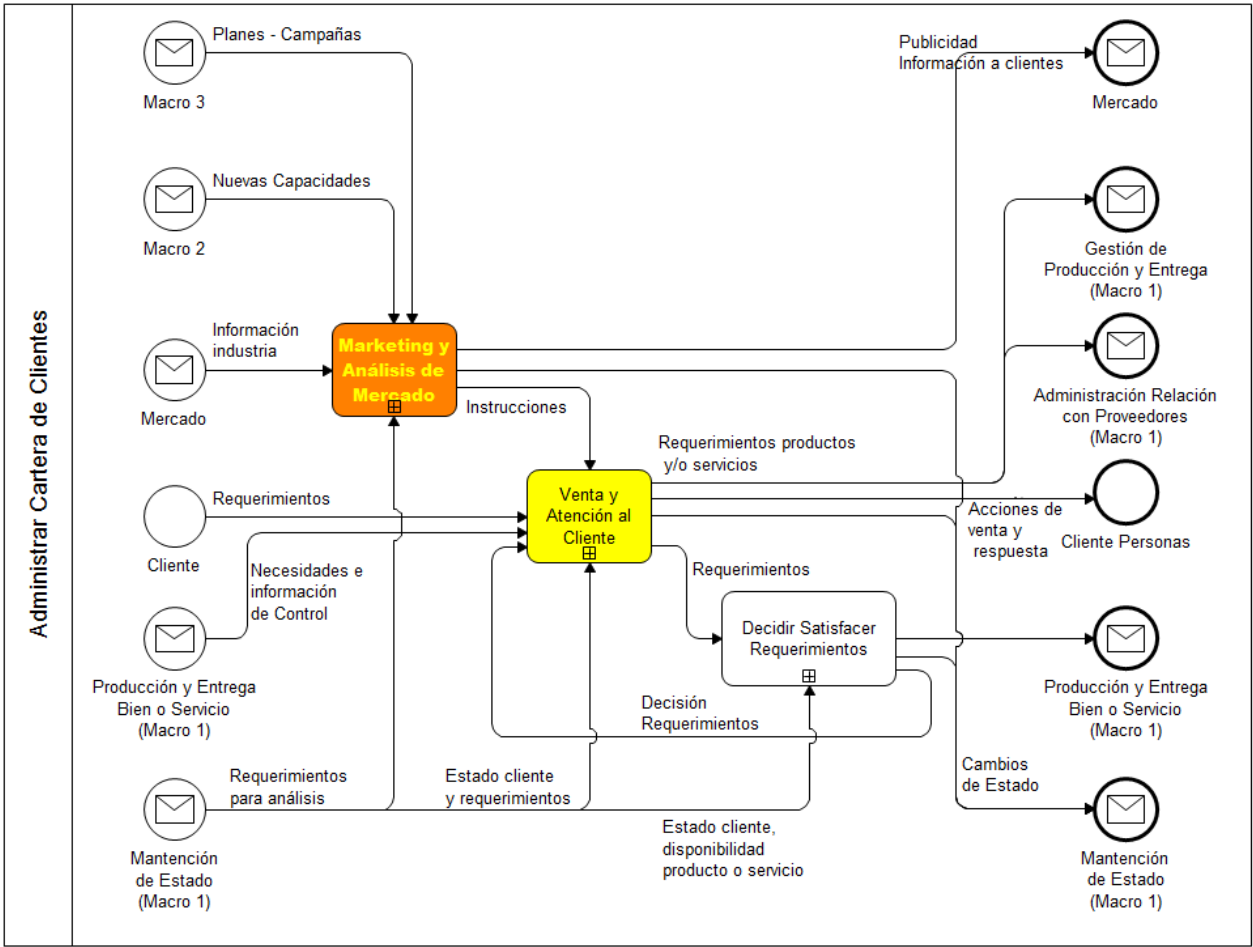 Administrar Cartera de Clientes
Planes - Campañas
Macro 3
Nuevas Capacidades
Macro 2
Información
industria
Mercado
Requerimientos
Cliente
Necesidades e
información
de Control
Producción y Entrega
Bien o Servicio
(Macro 1)
Requerimientos
para análisis
Mantención
de Estado
(Macro 1)
Marketing y
Análisis de
Mercado
Instrucciones
Venta y
Atención al
Cliente
Requerimientos productos
y/o servicios
Requerimientos
Decidir Satisfacer
Requerimientos
Decisión
Requerimientos
Estado cliente
y requerimientos
Estado cliente,
disponibilidad
producto o servicio
Publicidad
Información a clientes
Mercado
Gestión de
Producción y Entrega
(Macro 1)
Administración Relación
con Proveedores
(Macro 1)
Acciones de
venta y
respuesta
Cliente Personas
Producción y Entrega
Bien o Servicio
(Macro 1)
Cambios
de Estado
Mantención
de Estado
(Macro 1)